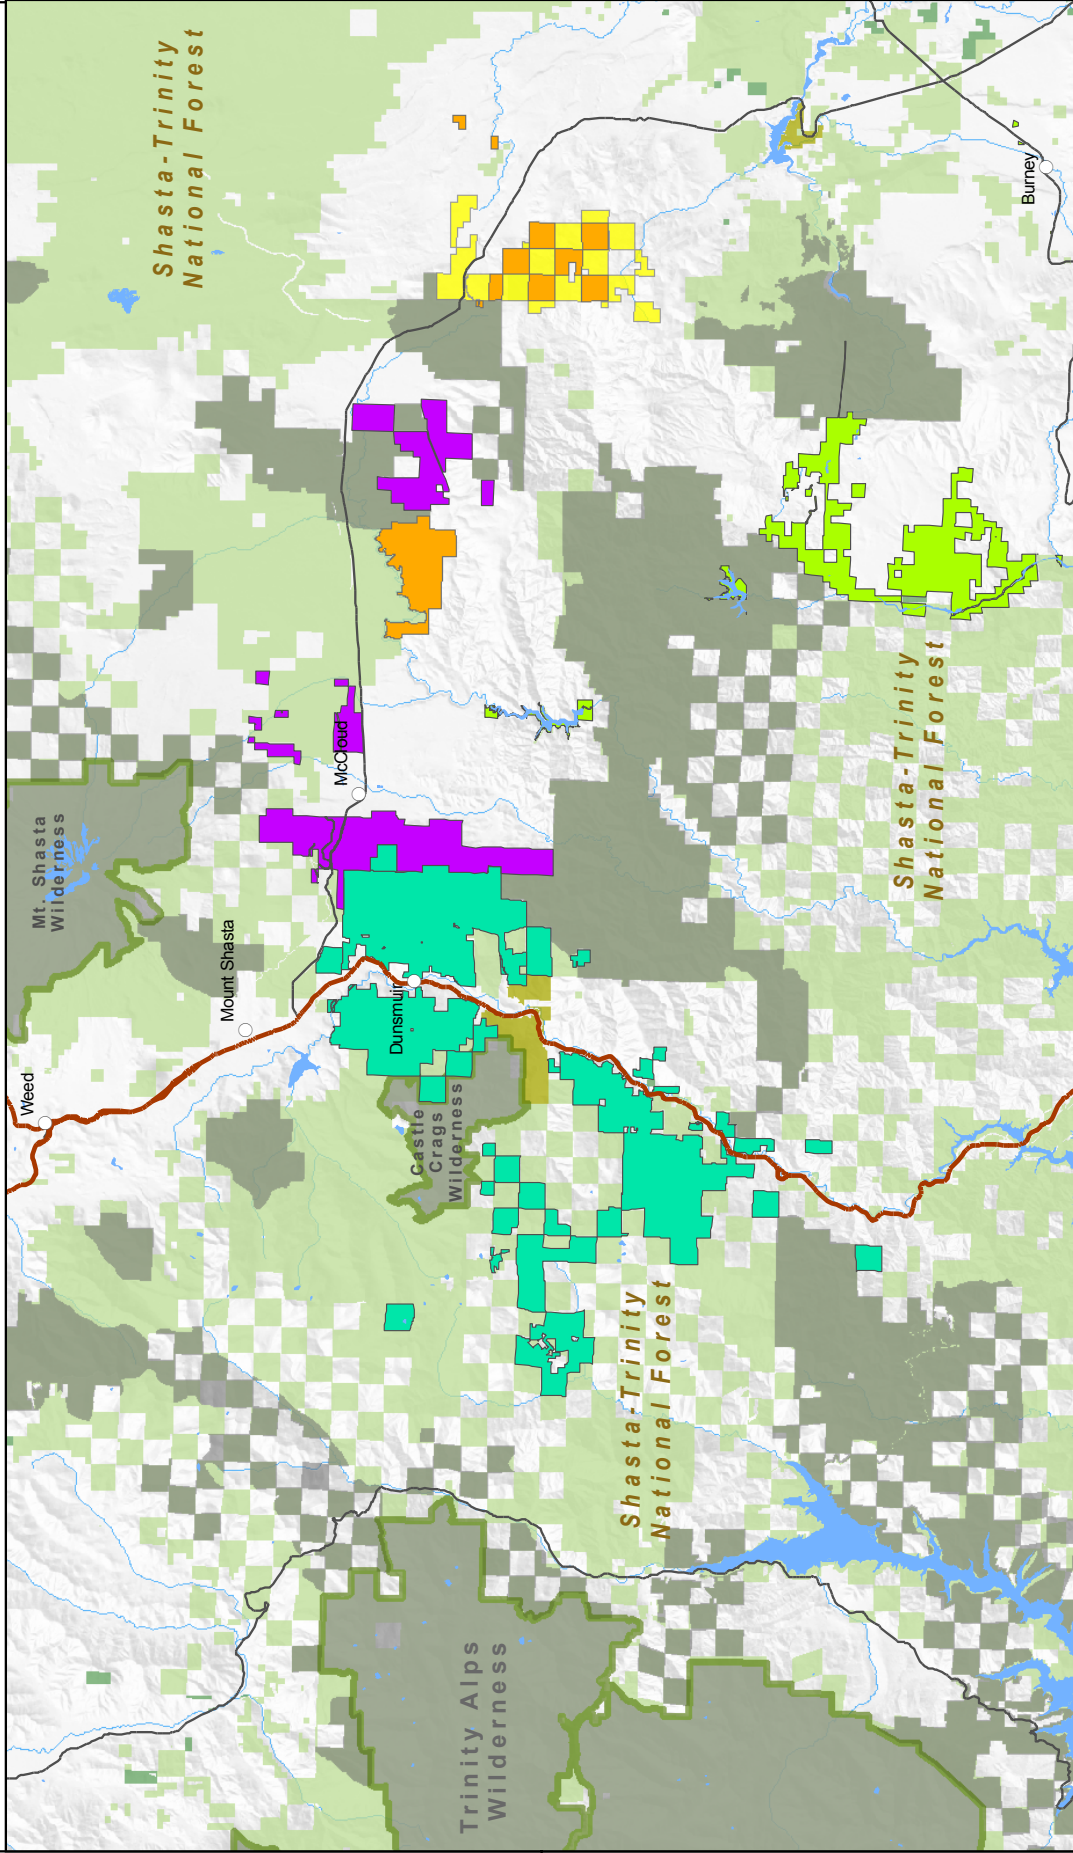 Shasta-Trinity
National Forest
Mt. Shasta
Wilderness
Weed
Mount Shasta
McCloud
Dunsmuir
Castle
Crags
Wilderness
Burney
Shasta-Trinity
National Forest
Shasta-Trinity
National Forest
Trinity Alps
Wilderness